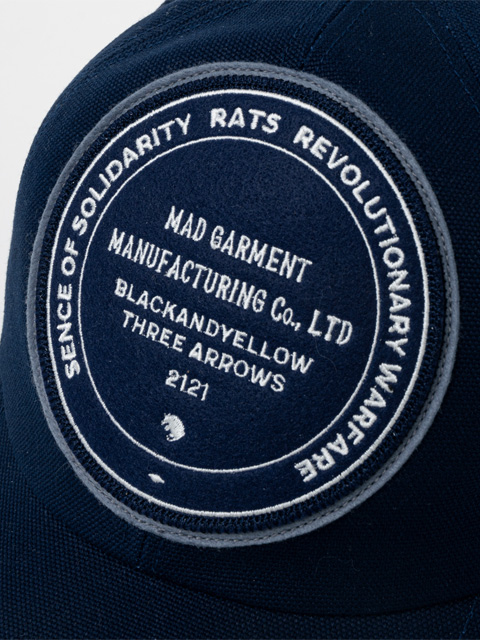 SENCE OF SOLIDARITY RATS REVOLUTIONARY WARFARE
MAD GARMENT
MANUFACTURING Co., LTD
BLACKANDYELLOW
THREE ARROWS
2121